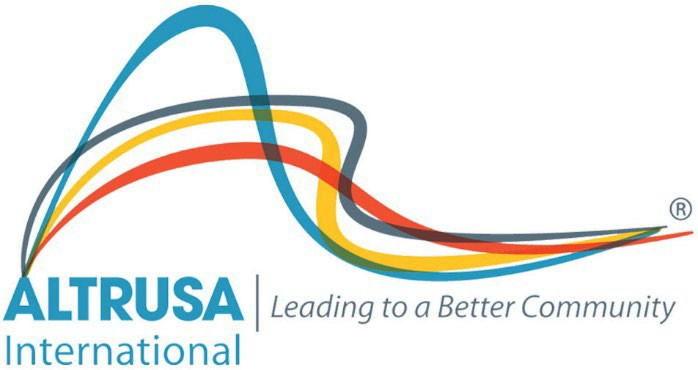 ®
ALTRUSA
Leading to a Better Community
International